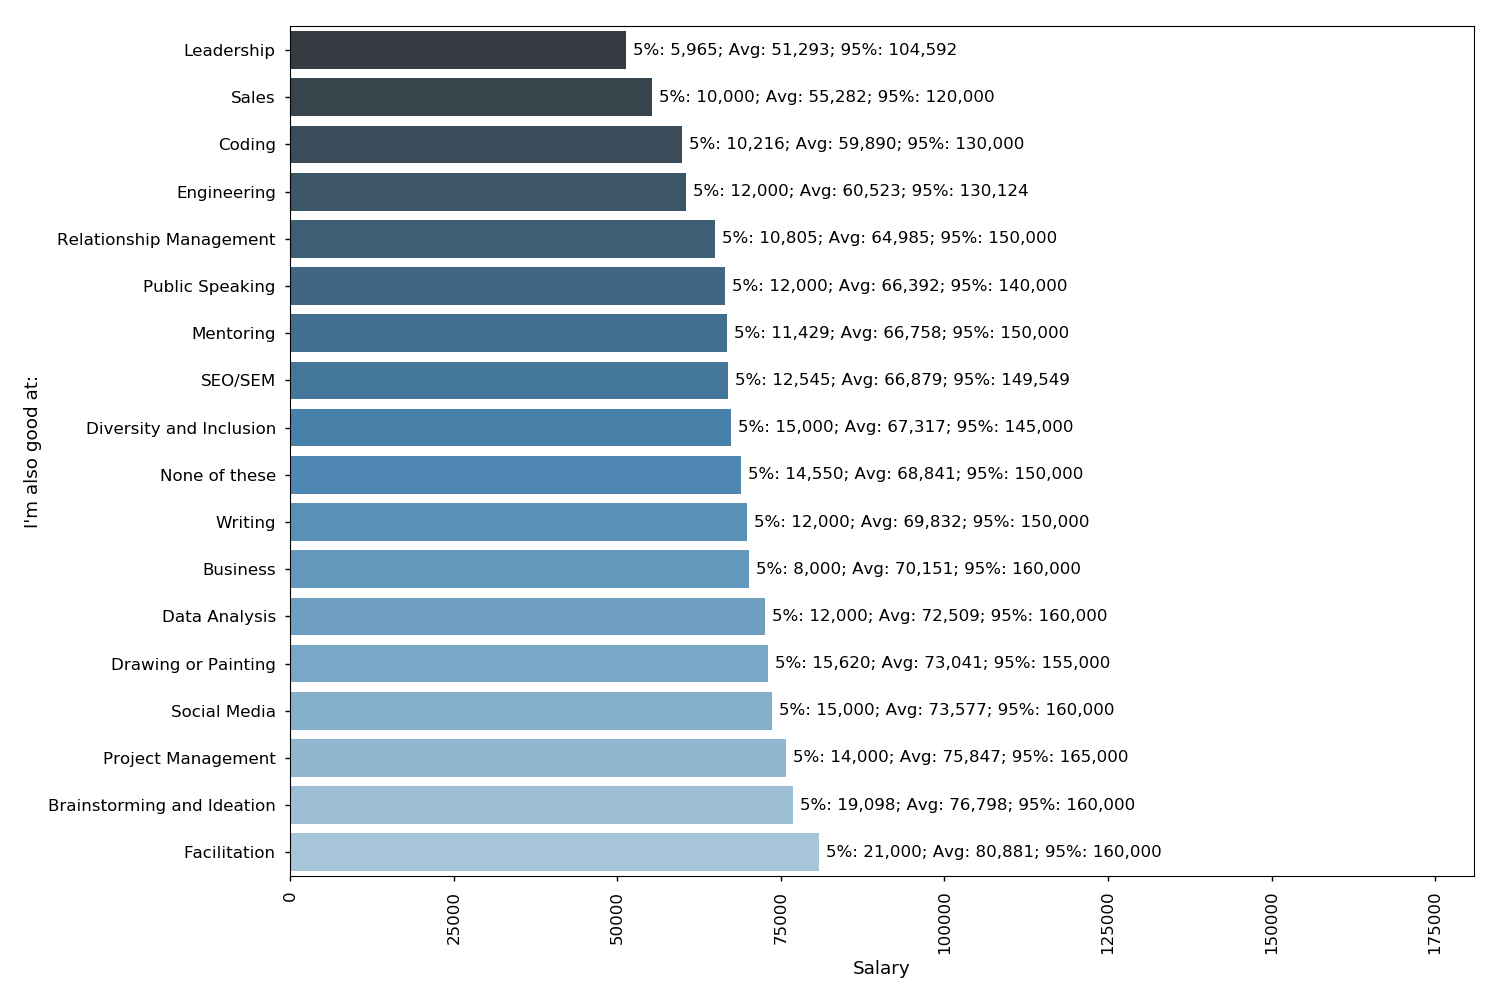 Leadership 5%: 5,965; Avg: 51,293; 95%: 104,592
Sales 5%: 10,000; Avg: 55,282; 95%: 120,000
Coding 5%: 10,216; Avg: 59,890; 95%: 130,000
Engineering 5%: 12,000; Avg: 60,523; 95%: 130,124
Relationship Management 5%: 10,805; Avg: 64,985; 95%: 150,000
Public Speaking 5%: 12,000; Avg: 66,392; 95%: 140,000
Mentoring 5%: 11,429; Avg: 66,758; 95%: 150,000
SEO/SEM 5%: 12,545; Avg: 66,879; 95%: 149,549
Diversity and Inclusion 5%: 15,000; Avg: 67,317; 95%: 145,000
None of these 5%: 14,550; Avg: 68,841; 95%: 150,000
Writing 5%: 12,000; Avg: 69,832; 95%: 150,000
Business 5%: 8,000; Avg: 70,151; 95%: 160,000
Data Analysis 5%: 12,000; Avg: 72,509; 95%: 160,000
Drawing or Painting 5%: 15,620; Avg: 73,041; 95%: 155,000
Social Media 5%: 15,000; Avg: 73,577; 95%: 160,000
Project Management 5%: 14,000; Avg: 75,847; 95%: 165,000
Brainstorming and Ideation 5%: 19,098; Avg: 76,798; 95%: 160,000
Facilitation 5%: 21,000; Avg: 80,881; 95%: 160,000
I'm also good at:
0 25000 50000 75000 100000 125000 150000 175000
Salary